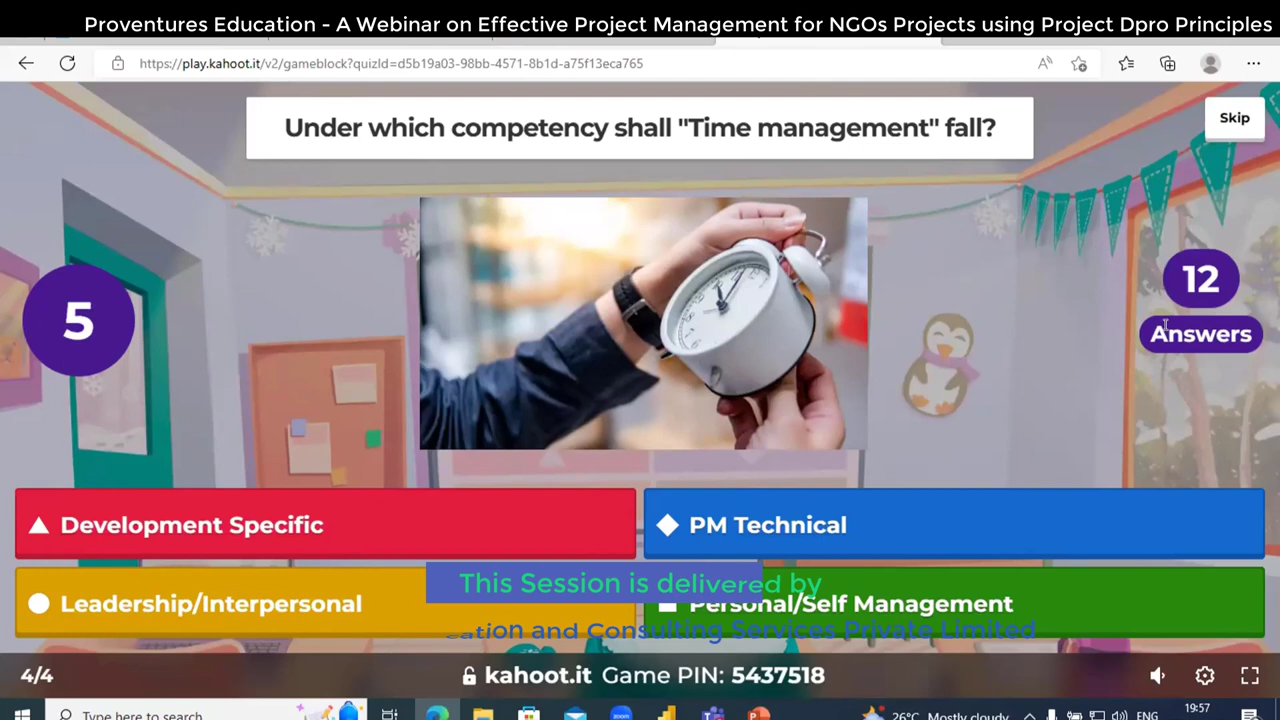 Proventures Education - A Webinar on Effective Project Management for NGOs Projects using Project Dpro Principles
https://play.kahoot.it/v2/gameblock?quizId=d5b19a03-98bb-4571-8b1d-a75f13eca765
Under which competency shall "Time management" fall?
Skip
5
12
Answers
Development Specific
PM Technical
This Session is delivered by
Leadership/Interpersonal
Personal/Self Management
and Consulting Services Private Limited
4/4
kahoot.it Game PIN: 5437518
Type here to search
zoom
26°C Mostly cloudy
ENG
19:57